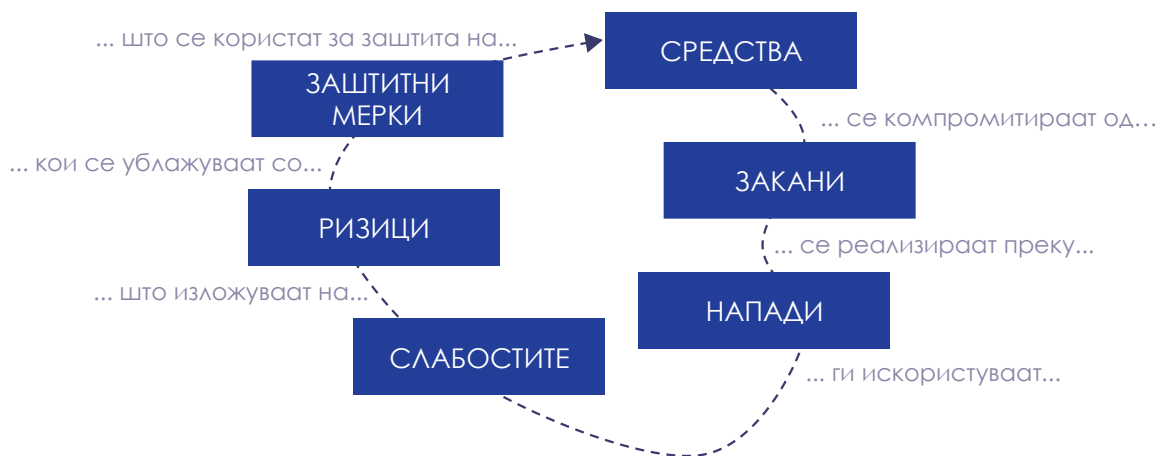 ... што се користат за заштита на...
СРЕДСТВА
ЗАШТИТНИ
МЕРКИ
... се компромитираат од...
... кои се ублажуваат со...
ЗАКАНИ
РИЗИЦИ
... се реализираат преку...
... што изложуваат на...
НАПАДИ
СЛАБОСТИТЕ
... ги искористуваат...